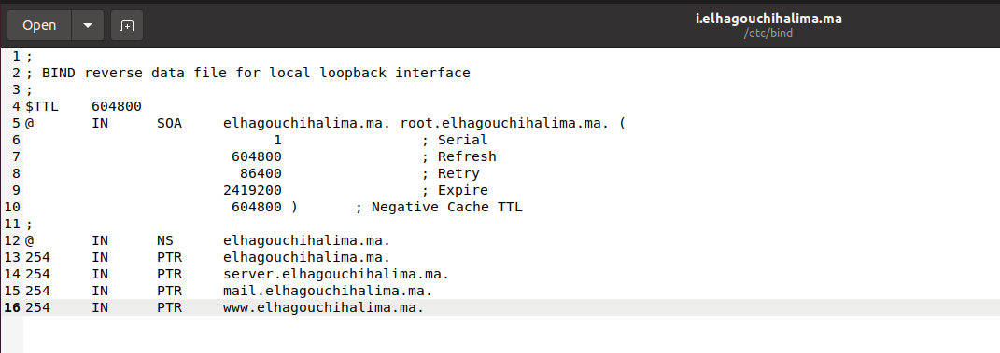 Open
i.elhagouchihalima.ma
/etc/bind
1 ;
2 ; BIND reverse data file for local loopback interface
3 ;
4 $TTL    604800
5 @       IN      SOA     elhagouchihalima.ma. root.elhagouchihalima.ma. (
6                               1                 ; Serial
7                          604800                 ; Refresh
8                           86400                 ; Retry
9                         2419200                 ; Expire
10                         604800 )       ; Negative Cache TTL
11 ;
12 @       IN      NS      elhagouchihalima.ma.
13 254     IN      PTR     elhagouchihalima.ma.
14 254     IN      PTR     server.elhagouchihalima.ma.
15 254     IN      PTR     mail.elhagouchihalima.ma.
16 254     IN      PTR     www.elhagouchihalima.ma.